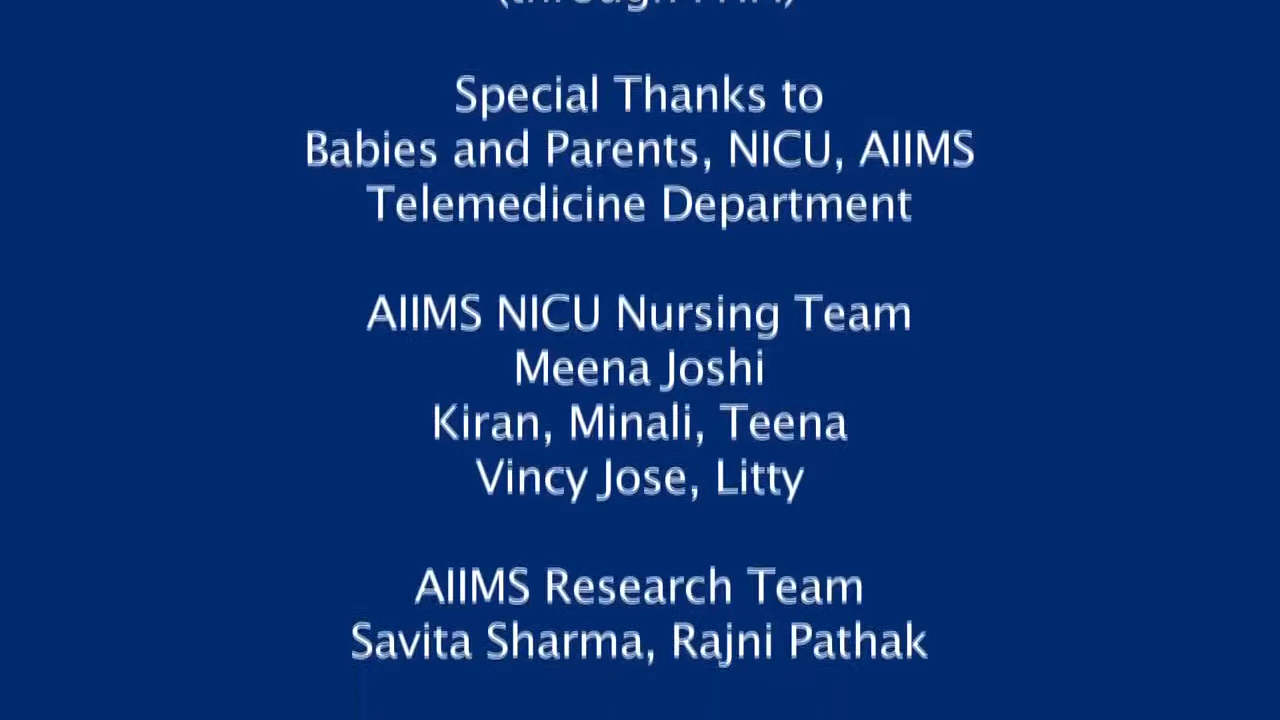 Special Thanks to
Babies and Parents, NICU, AIIMS
Telemedicine Department
AIIMS NICU Nursing Team
Meena Joshi
Kiran, Minali, Teena
Vincy Jose, Litty
AIIMS Research Team
Savita Sharma, Rajni Pathak